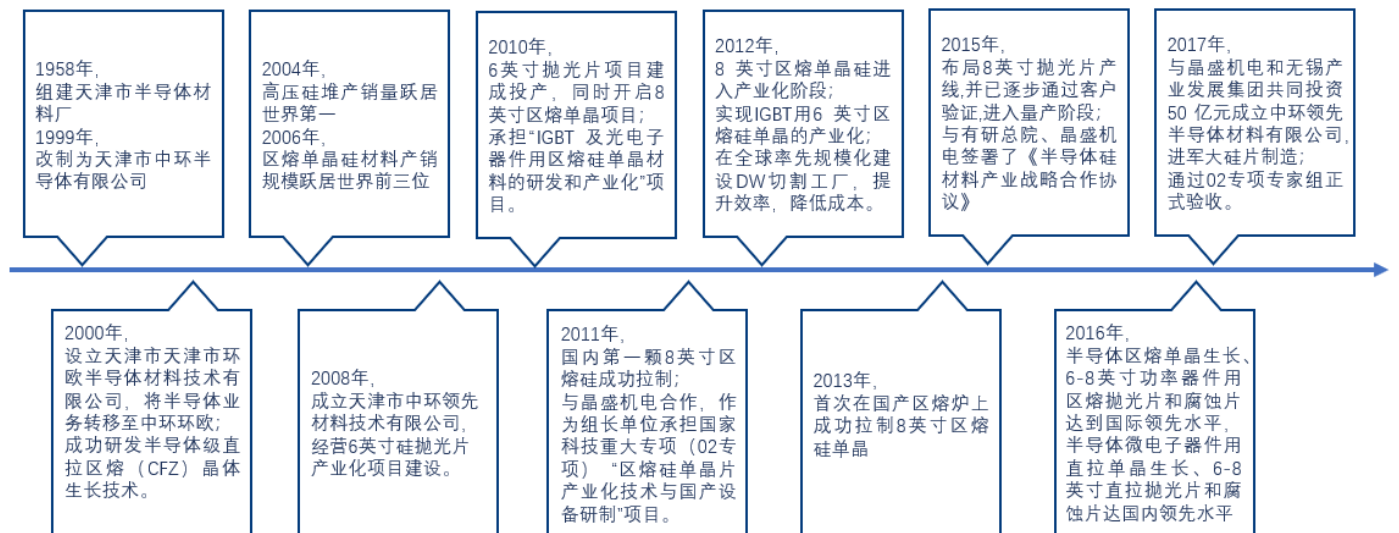 1958年,
组建天津市半导体材
料厂
1999年,
改制为天津市中环半
导体有限公司
2004年,
高压硅堆产销量跃居
世界第一
2006年,
区熔单晶硅材料产销
规模跃居世界前三位
2010年,
6英寸抛光片项目建
成投产，同时开启8
英寸区熔单晶项目;
承担“IGBT 及光电子
器件用区熔硅单晶材
料的研发和产业化”项
目。
2012年,
8 英寸区熔单晶硅进
入产业化阶段;
实现IGBT用6 英寸区
熔硅单晶的产业化;
在全球率先规模化建
设DW切割工厂，提
升效率，降低成本。
2015年,
布局8英寸抛光片产
线,并已逐步通过客户
验证,进入量产阶段;
与有研总院、晶盛机
电签署了《半导体硅
材料产业战略合作协
议》
2017年,
与晶盛机电和无锡产
业发展集团共同投资
50 亿元成立中环领先
半导体材料有限公司,
进军大硅片制造;
通过02专项专家组正
式验收。
2000年,
设立天津市天津市环
欧半导体材料技术有
限公司，将半导体业
务转移至中环环欧;
成功研发半导体级直
拉区熔（CFZ）晶体
生长技术。
2008年,
成立天津市中环领先
材料技术有限公司,
经营6英寸硅抛光片
产业化项目建设。
2011年,
国内第一颗8英寸区
熔硅成功拉制;
与晶盛机电合作，作
为组长单位承担国家
科技重大专项（02专
项）“区熔硅单晶片
产业化技术与国产设
备研制”项目。
2013年,
首次在国产区熔炉上
成功拉制8英寸区熔
硅单晶
2016年,
半导体区熔单晶生长、
6-8英寸功率器件用
区熔抛光片和腐蚀片
达到国际领先水平,
半导体微电子器件用
直拉单晶生长、6-8
英寸直拉抛光片和腐
蚀片达国内领先水平